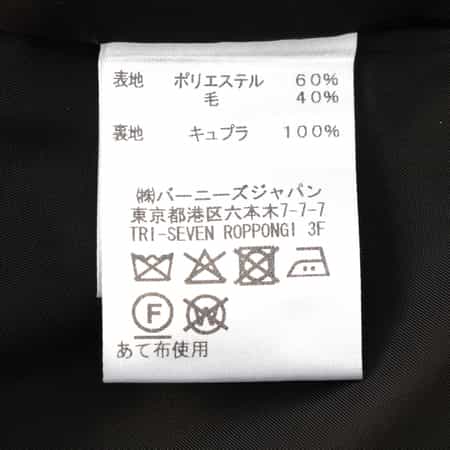 表地 ポリエステル 60%
毛 40%
裏地 キュプラ 100%
㈱バーニーズジャパン
東京都港区六本木7-7-7
TRI-SEVEN ROPPONGI 3F
F W
あて布使用